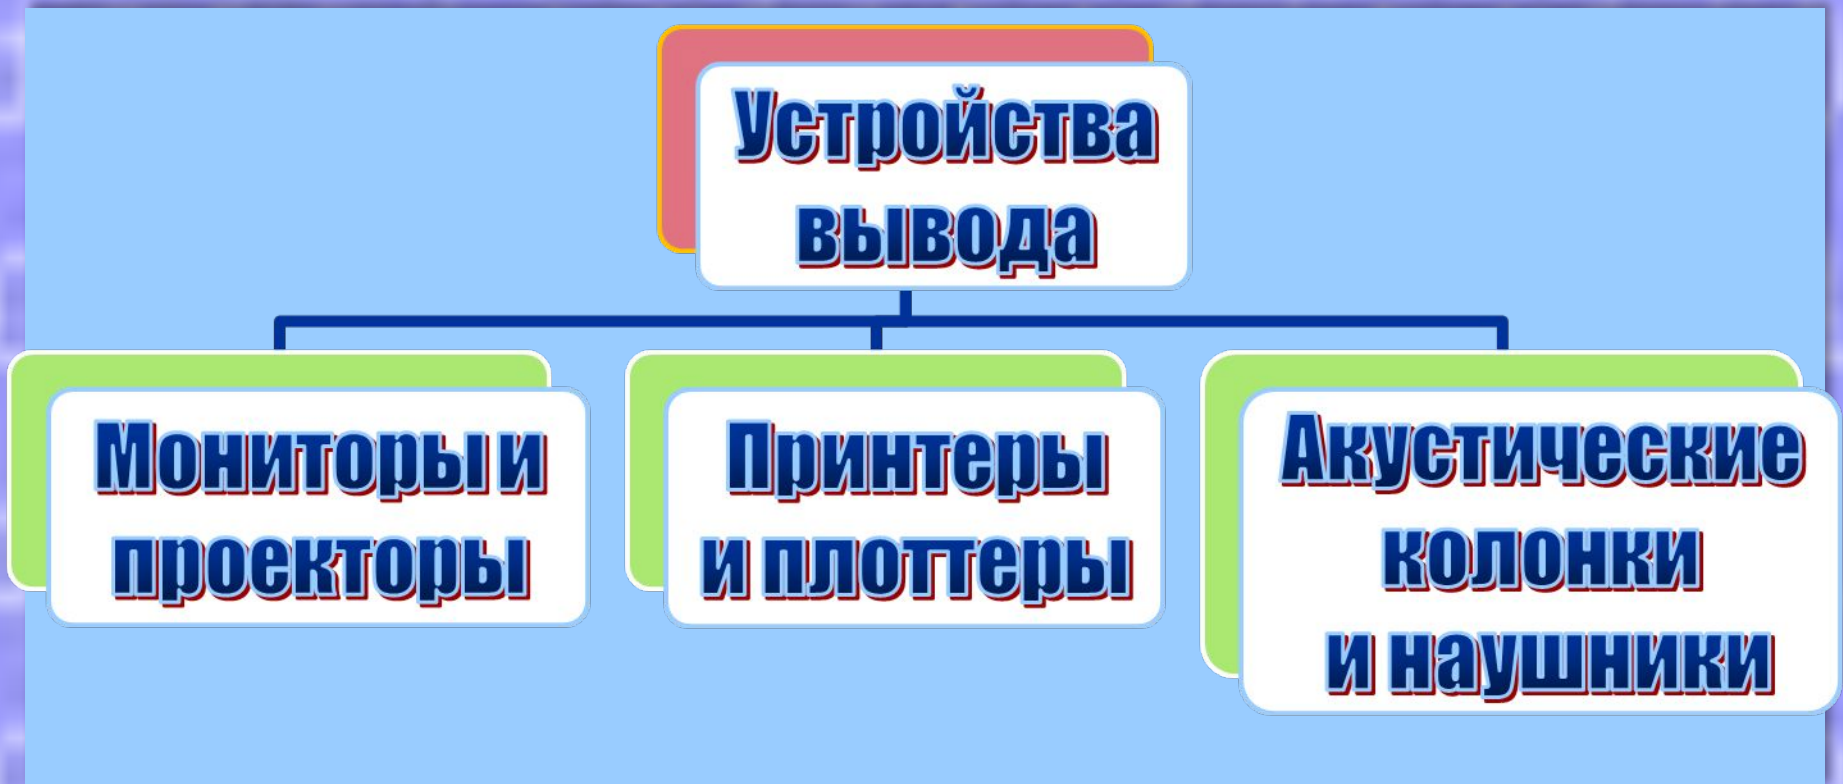 Устройства
вывода
Мониторы и
проекторы
Принтеры
и плоттеры
Акустические
колонки
и наушники